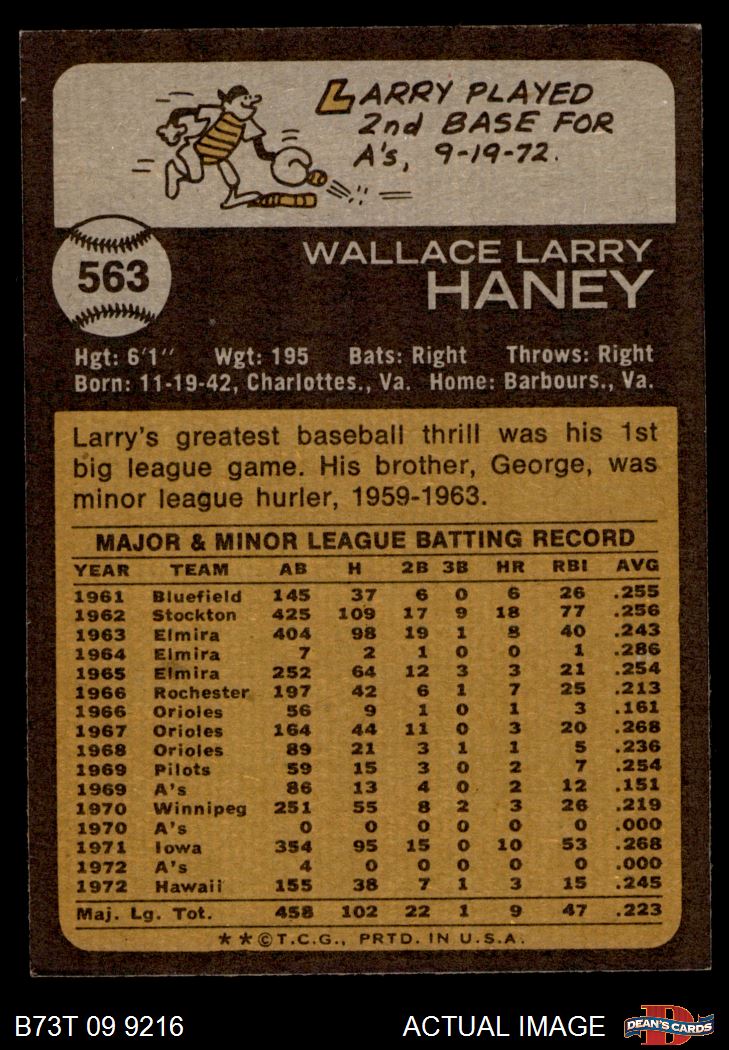 LARRY PLAYED
2nd BASE FOR
A's, 9-19-72.
563
WALLACE LARRY
HANEY
Hgt: 6'1" Wgt: 195 Bats: Right Throws: Right
Born: 11-19-42, Charlottes., Va. Home: Barbours., Va.
Larry's greatest baseball thrill was his 1st
big league game. His brother, George, was
minor league hurler, 1959-1963.
MAJOR & MINOR LEAGUE BATTING RECORD
YEAR TEAM AB H 2B 3B HR RBI AVG
1961 Bluefield 145 37 6 0 6 26 .255
1962 Stockton 425 109 17 9 18 77 .256
1963 Elmira 404 98 19 1 8 40 .243
1964 Elmira 7 2 1 0 0 1 .286
1965 Elmira 252 64 12 3 3 21 .254
1966 Rochester 197 42 6 1 7 25 .213
1966 Orioles 56 9 1 0 1 3 .161
1967 Orioles 164 44 11 0 3 20 .268
1968 Orioles 89 21 3 1 1 5 .236
1969 Pilots 59 15 3 0 2 7 .254
1969 A's 86 13 4 0 2 12 .151
1970 Winnipeg 251 55 8 2 3 26 .219
1970 A's 0 0 0 0 0 0 .000
1971 Iowa 354 95 15 0 10 53 .268
1972 A's 4 0 0 0 0 0 .000
1972 Hawaii 155 38 7 1 3 15 .245
Maj. Lg. Tot. 458 102 22 1 9 47 .223
**©T.C.G., PRTD. IN U.S.A.
B73T 09 9216 ACTUAL IMAGE
D
DEAN'S CARDS